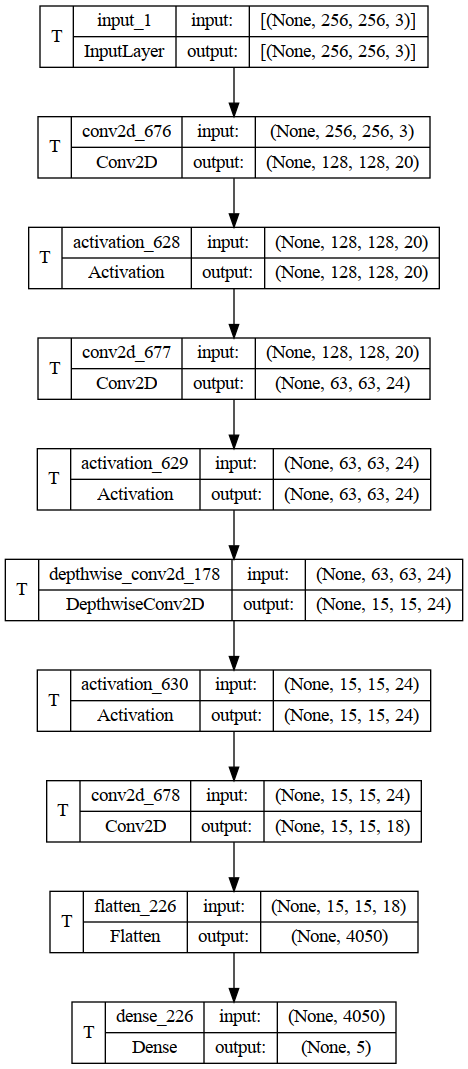 T input_1 input: [(None, 256, 256, 3)]
InputLayer output: [(None, 256, 256, 3)]
T conv2d_676 input: (None, 256, 256, 3)
Conv2D output: (None, 128, 128, 20)
T activation_628 input: (None, 128, 128, 20)
Activation output: (None, 128, 128, 20)
T conv2d_677 input: (None, 128, 128, 20)
Conv2D output: (None, 63, 63, 24)
T activation_629 input: (None, 63, 63, 24)
Activation output: (None, 63, 63, 24)
T depthwise_conv2d_178 input: (None, 63, 63, 24)
DepthwiseConv2D output: (None, 15, 15, 24)
T activation_630 input: (None, 15, 15, 24)
Activation output: (None, 15, 15, 24)
T conv2d_678 input: (None, 15, 15, 24)
Conv2D output: (None, 15, 15, 18)
T flatten_226 input: (None, 15, 15, 18)
Flatten output: (None, 4050)
T dense_226 input: (None, 4050)
Dense output: (None, 5)